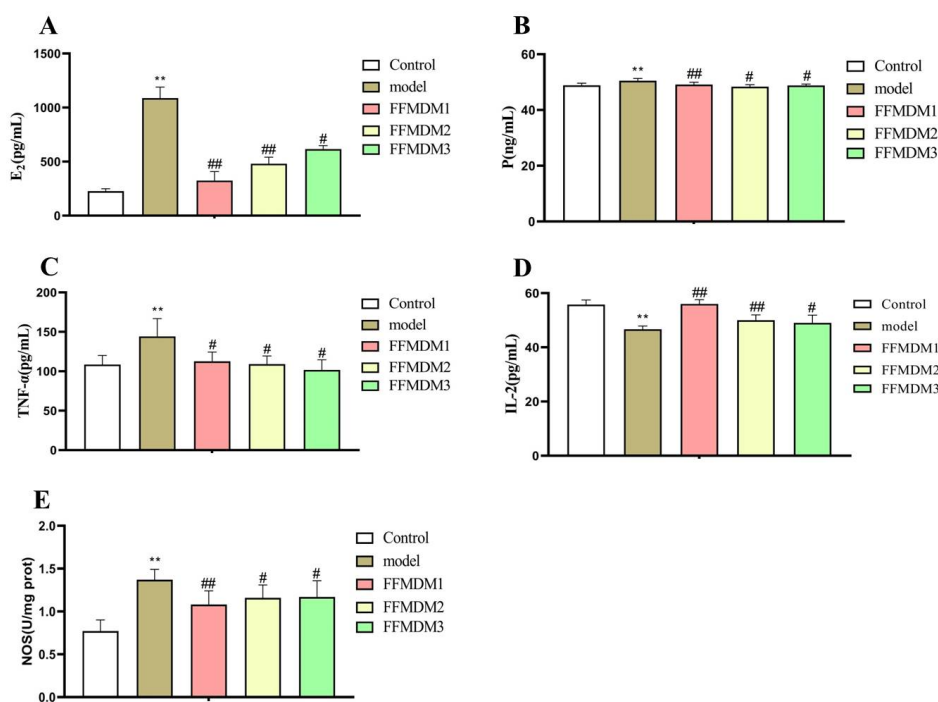 A
E₂(pg/mL)
1500
1000
500
0
**
##
##
#
Control
model
FFMDM1
FFMDM2
FFMDM3
B
P(ng/mL)
60
40
20
0
**
##
#
#
Control
model
FFMDM1
FFMDM2
FFMDM3
C
TNF-α(pg/mL)
200
150
100
50
0
**
#
#
#
Control
model
FFMDM1
FFMDM2
FFMDM3
D
IL-2(pg/mL)
60
40
20
0
**
##
##
#
Control
model
FFMDM1
FFMDM2
FFMDM3
E
NOS(U/mg prot)
2.0
1.5
1.0
0.5
0.0
**
##
#
#
Control
model
FFMDM1
FFMDM2
FFMDM3